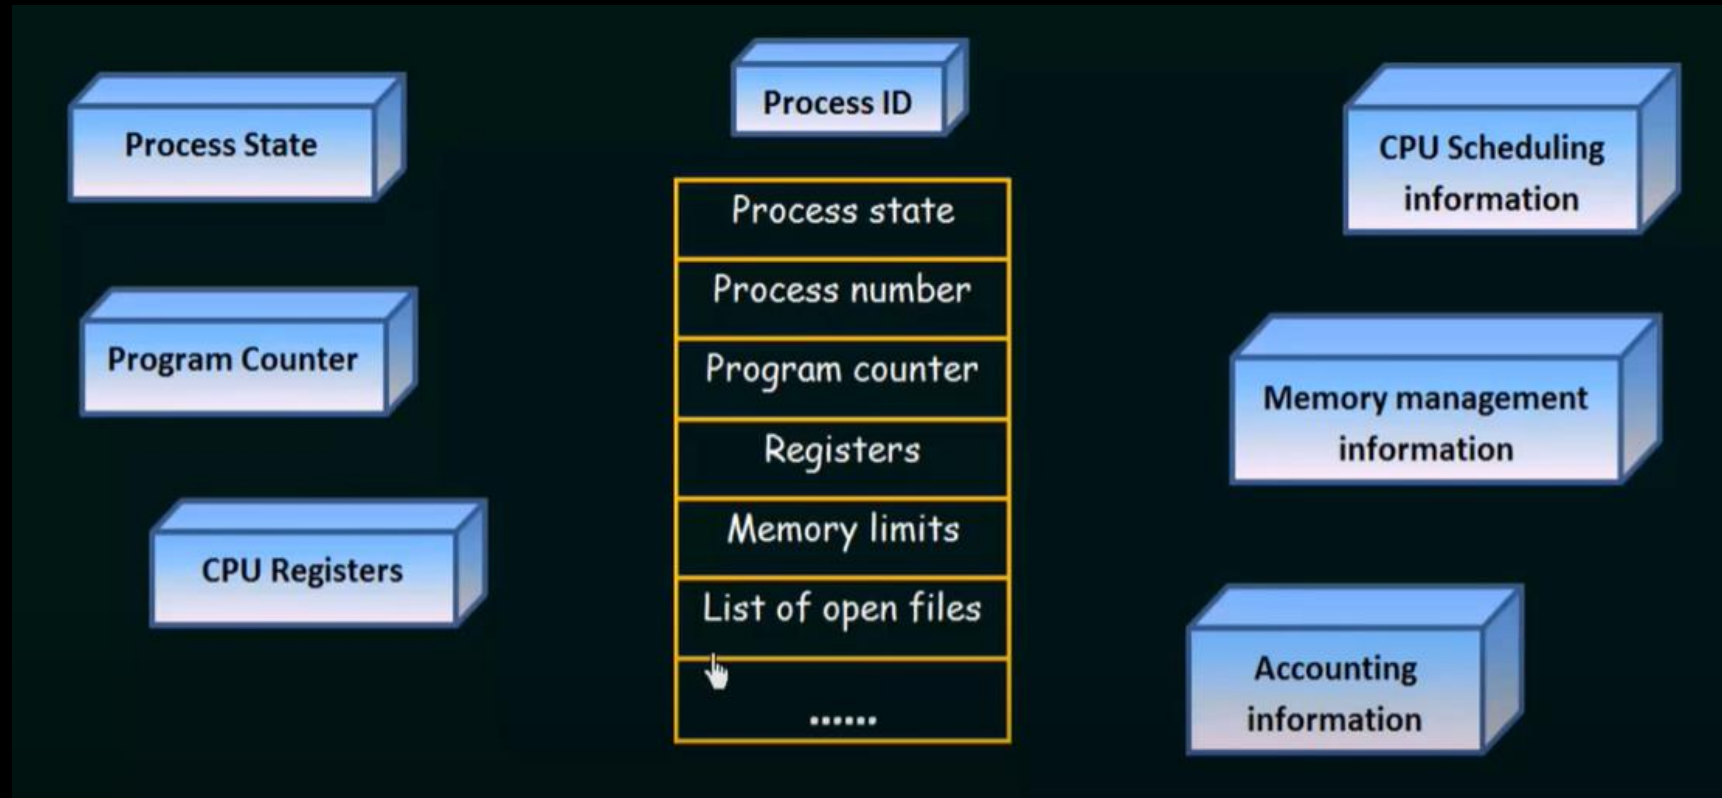 Process State
Program Counter
CPU Registers
Process ID
Process state
Process number
Program counter
Registers
Memory limits
List of open files
......
CPU Scheduling
information
Memory management
information
Accounting
information